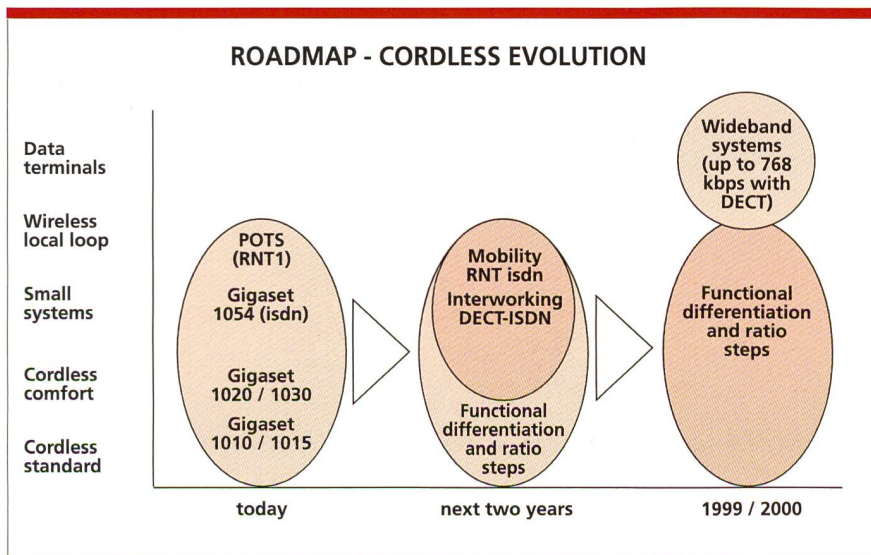 ROADMAP - CORDLESS EVOLUTION
Data
terminals
Wireless
local loop
Small
systems
Cordless
comfort
Cordless
standard
POTS
(RNT1)
Gigaset
1054 (isdn)
Gigaset
1020 / 1030
Gigaset
1010 / 1015
Mobility
RNT isdn
Interworking
DECT-ISDN
Functional
differentiation
and ratio
steps
Wideband
systems
(up to 768
kbps with
DECT)
Functional
differentiation
and ratio
steps
today
next two years
1999 / 2000